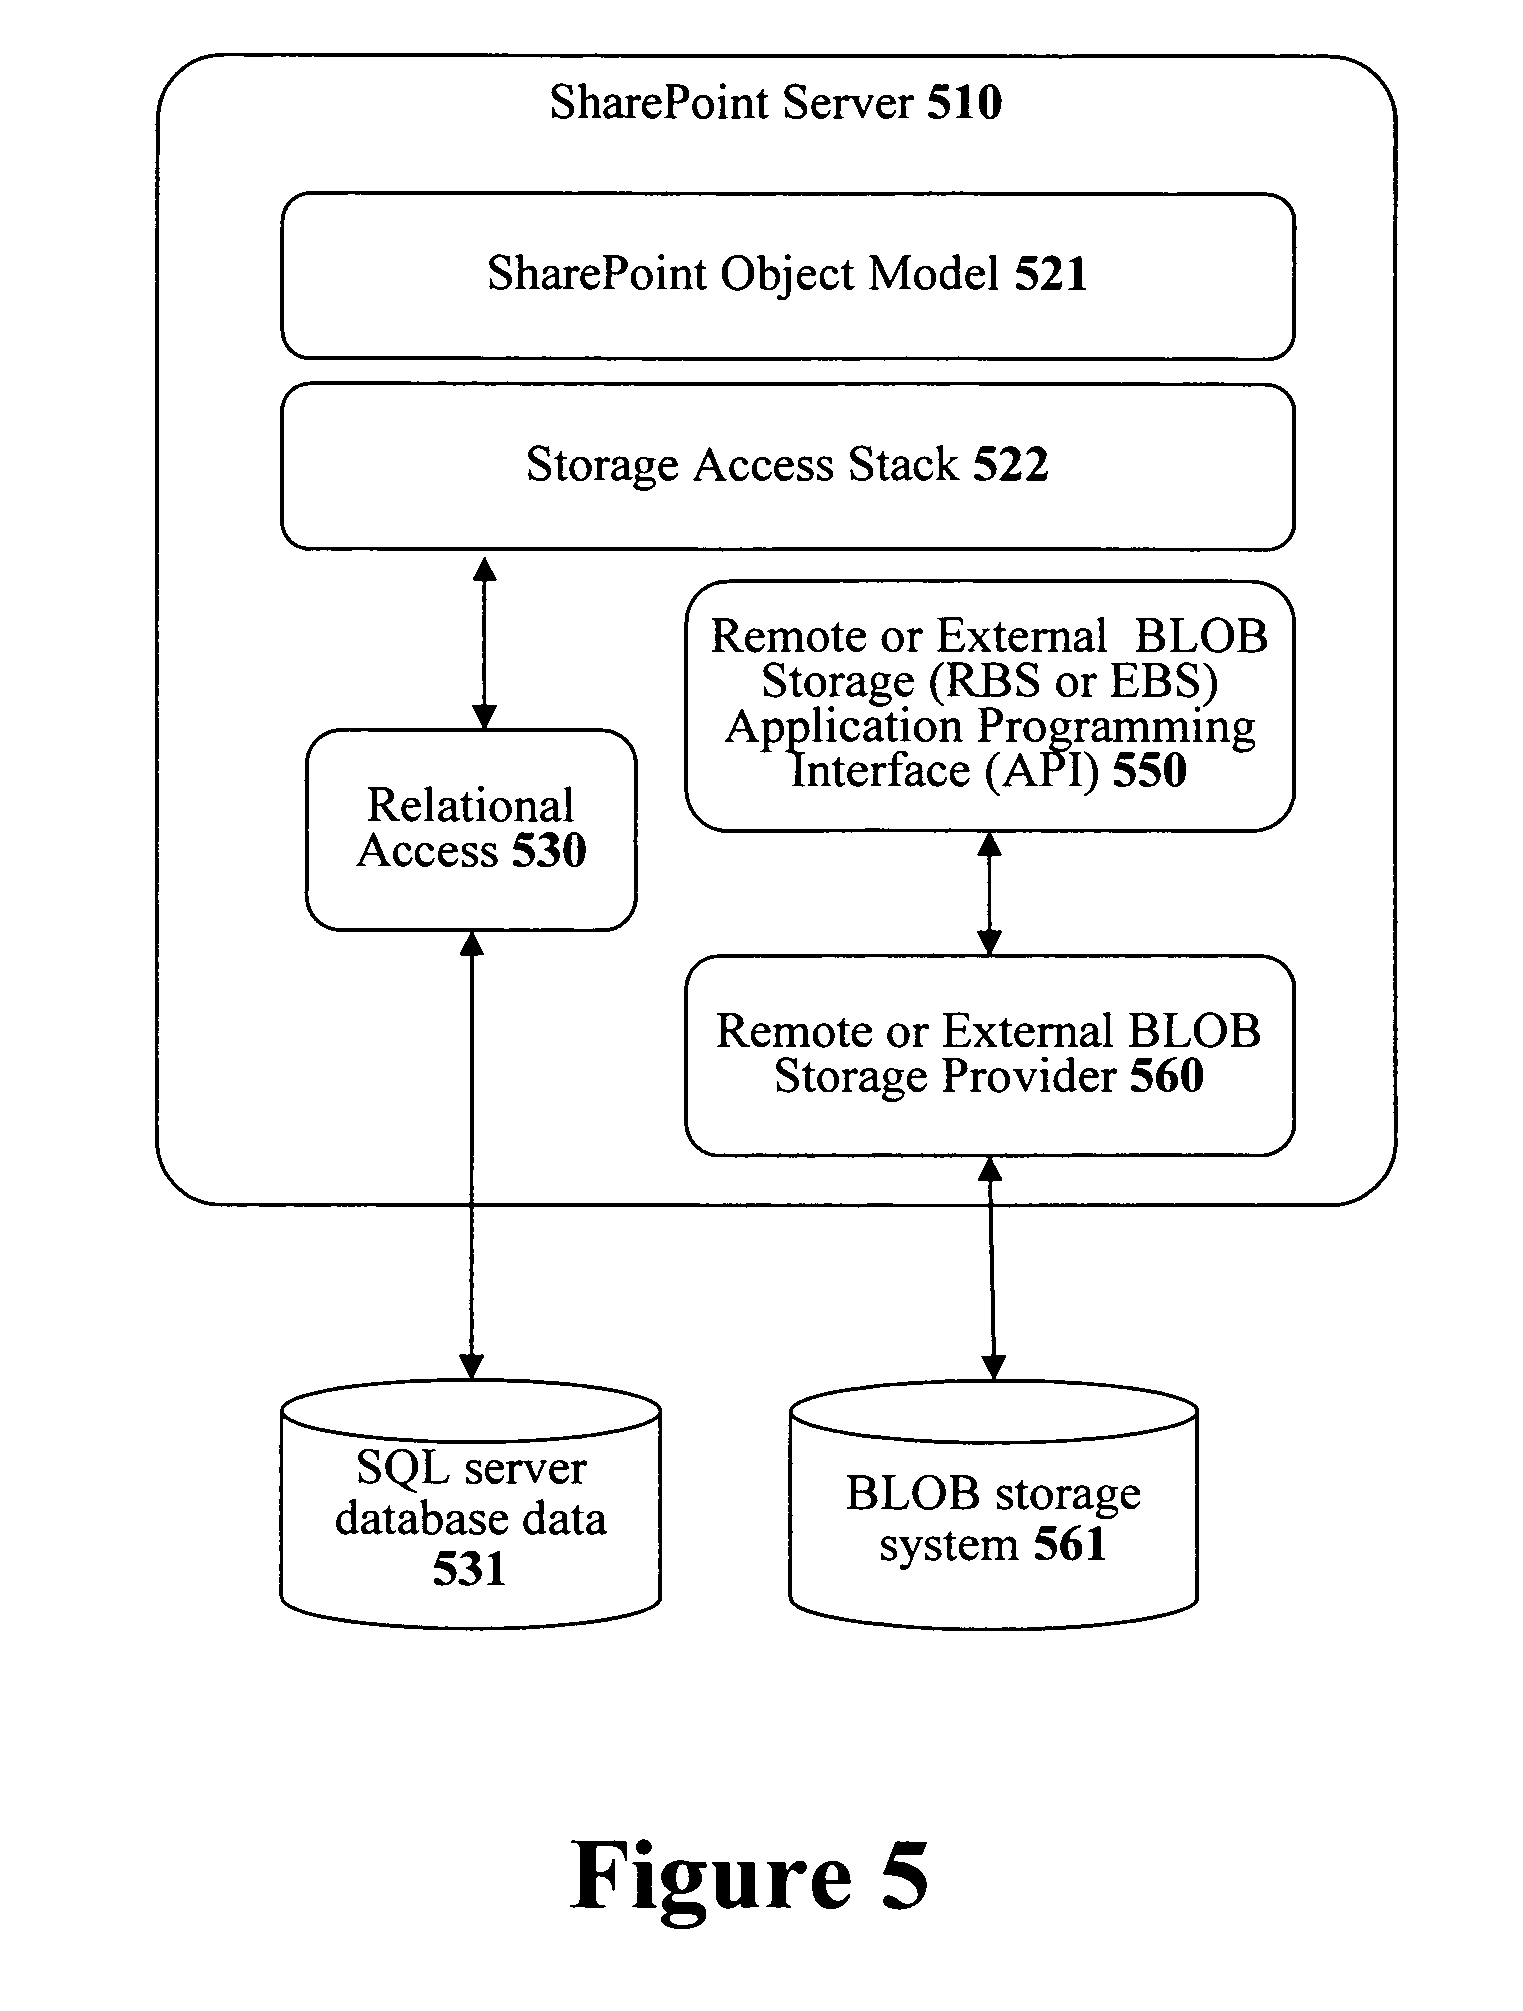 SharePoint Server 510
SharePoint Object Model 521
Storage Access Stack 522
Remote or External BLOB
Storage (RBS or EBS)
Application Programming
Interface (API) 550
Relational
Access 530
Remote or External BLOB
Storage Provider 560
SQL server
database data
531
BLOB storage
system 561
Figure 5